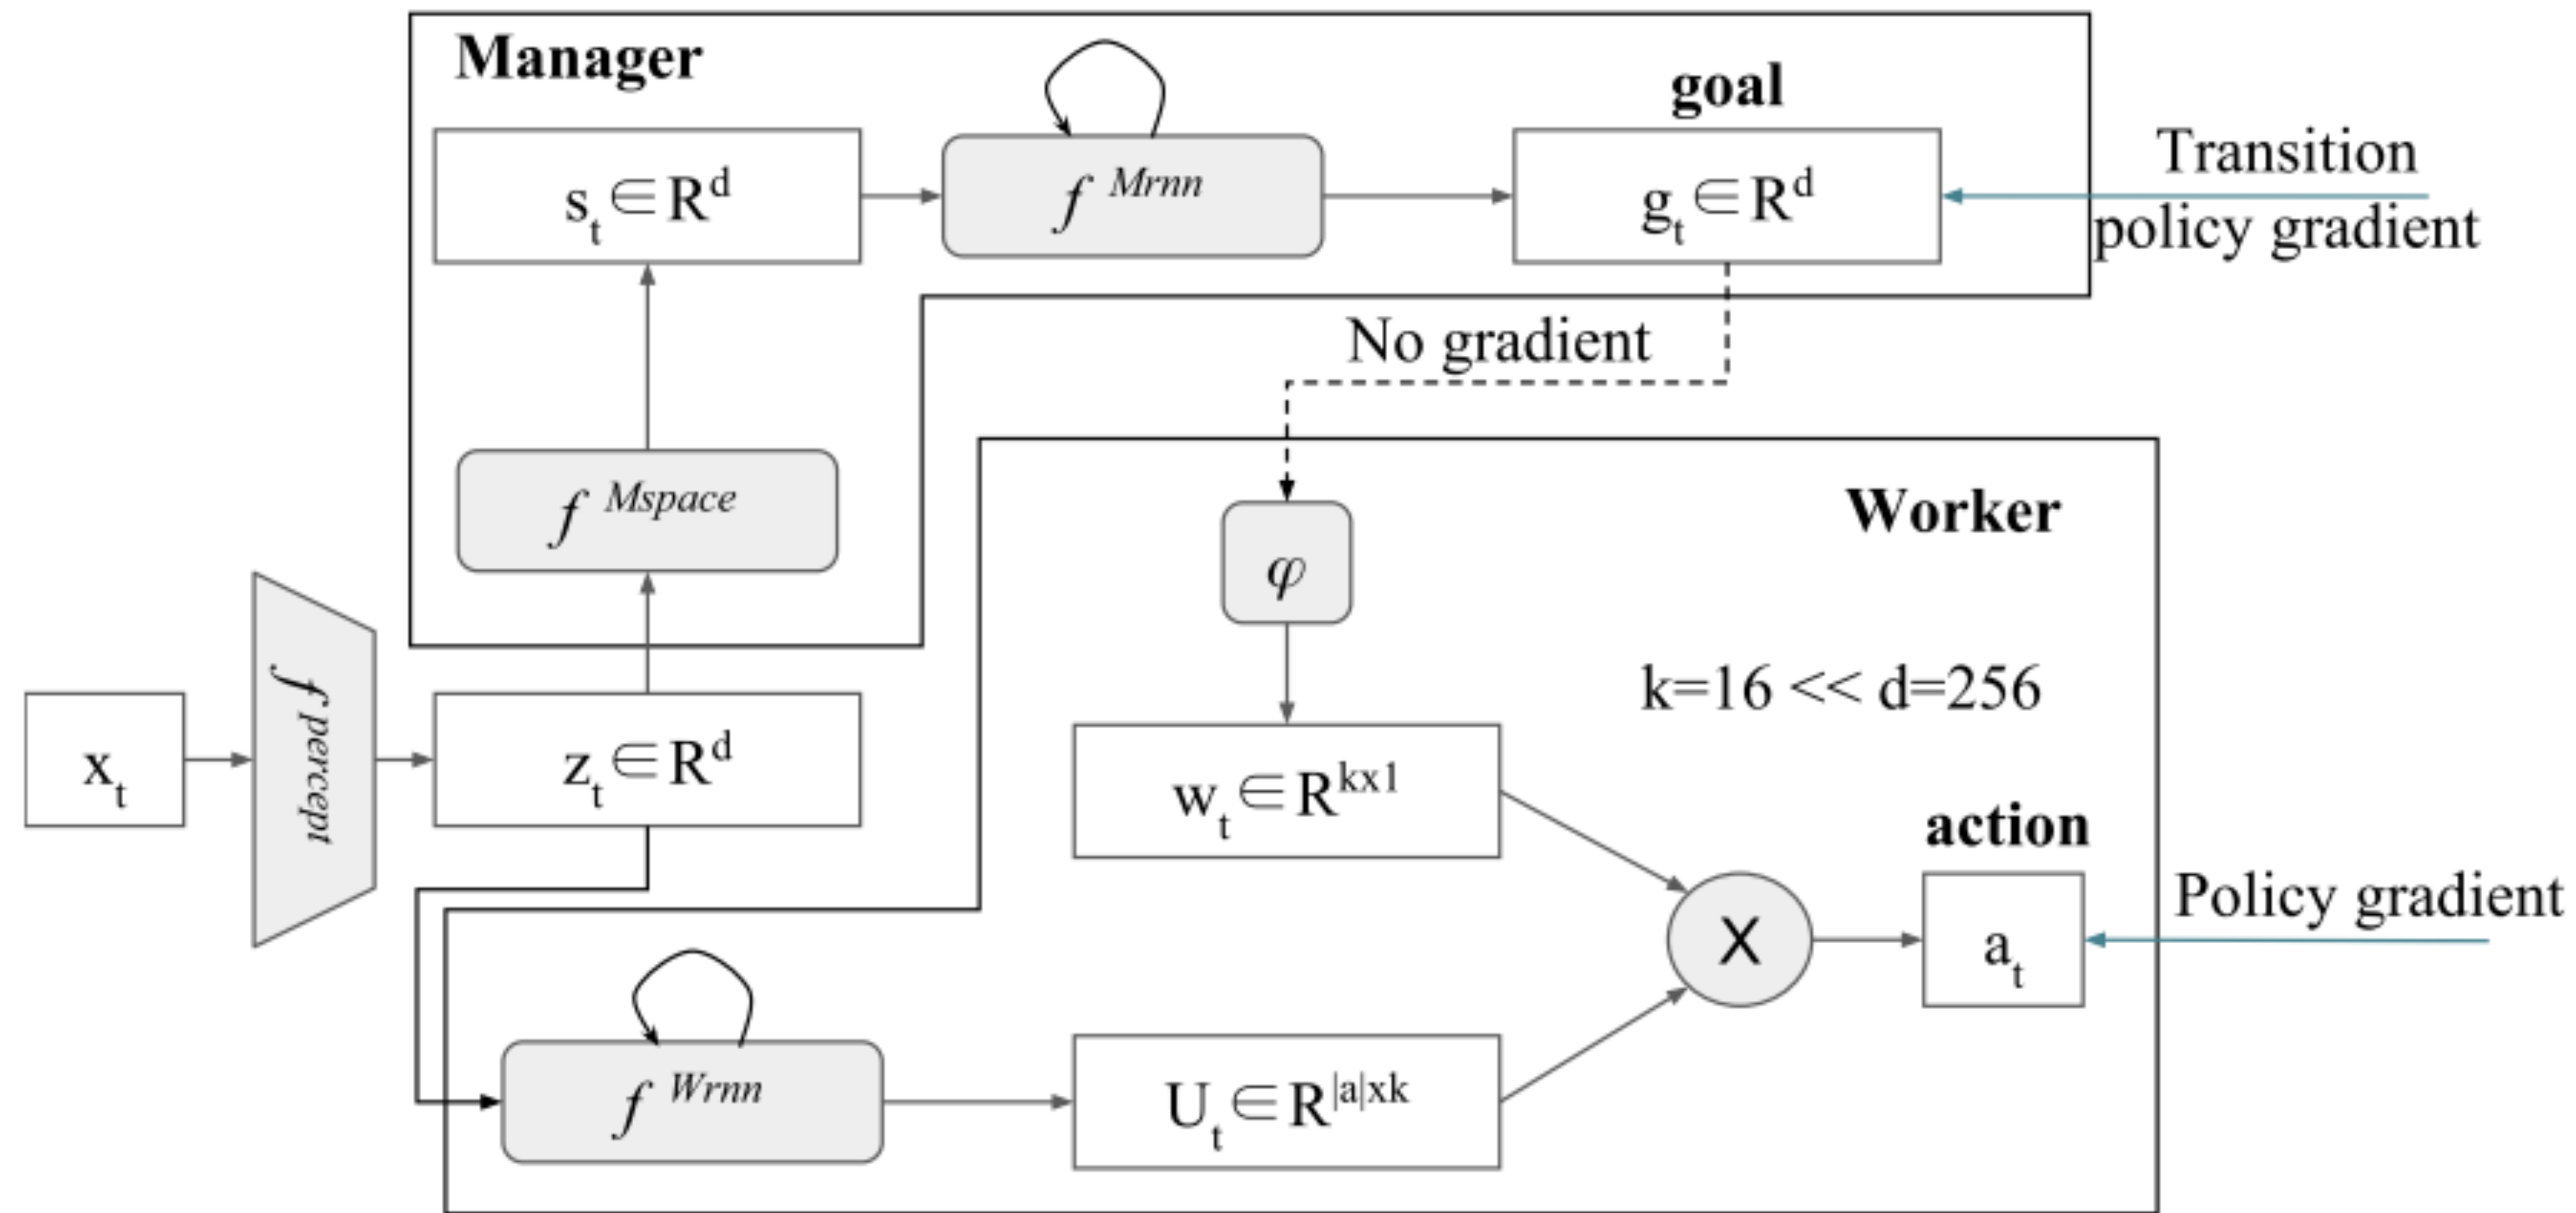 Manager
goal
s_t ∈ R^d
f ^Mrnn
g_t ∈ R^d
Transition
policy gradient
No gradient
f ^Mspace
Worker
φ
k=16 << d=256
x_t
f ^percept
z_t ∈ R^d
w_t ∈ R^kx1
action
X
a_t
Policy gradient
f ^Wrnn
U_t ∈ R^|a|xk